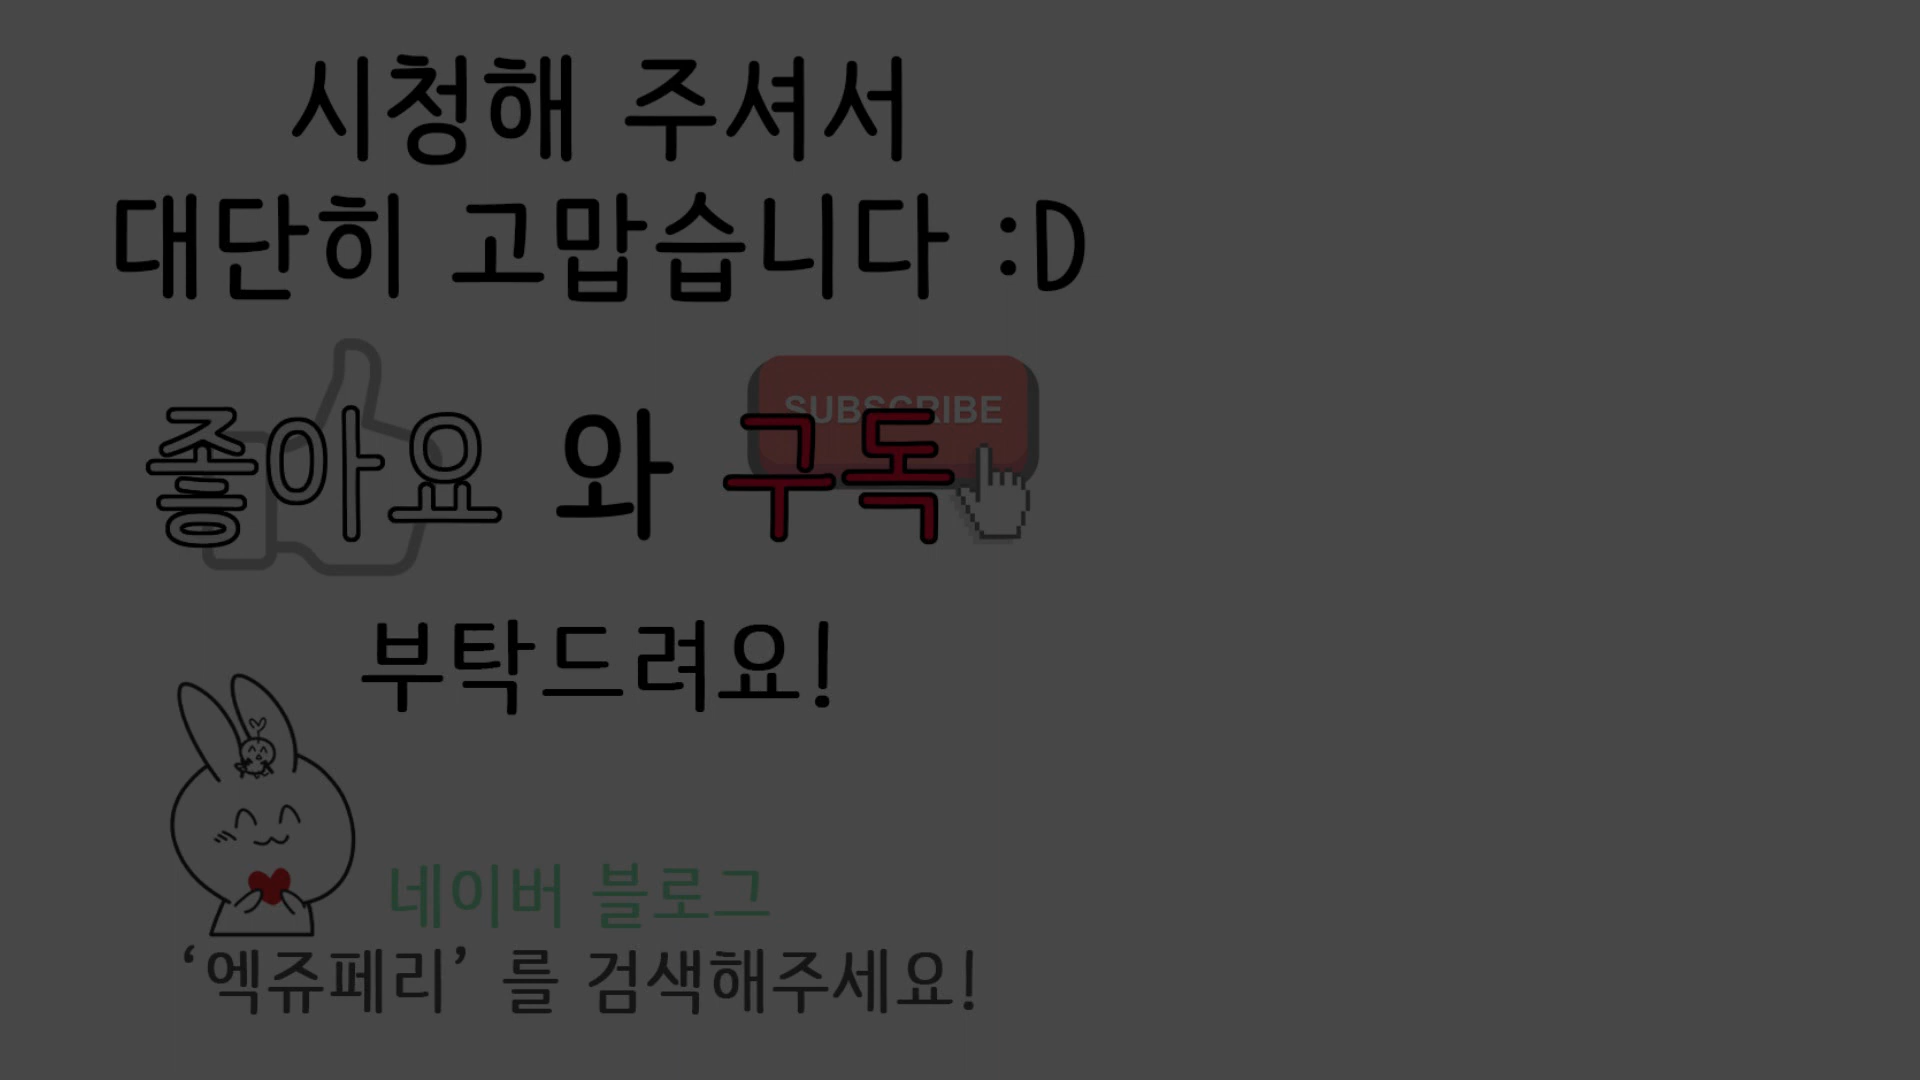 시청해 주셔서
대단히 고맙습니다 :D
SUBSCRIBE
좋아요 와 구독
부탁드려요!
네이버 블로그
‘엑쥬페리’ 를 검색해주세요!